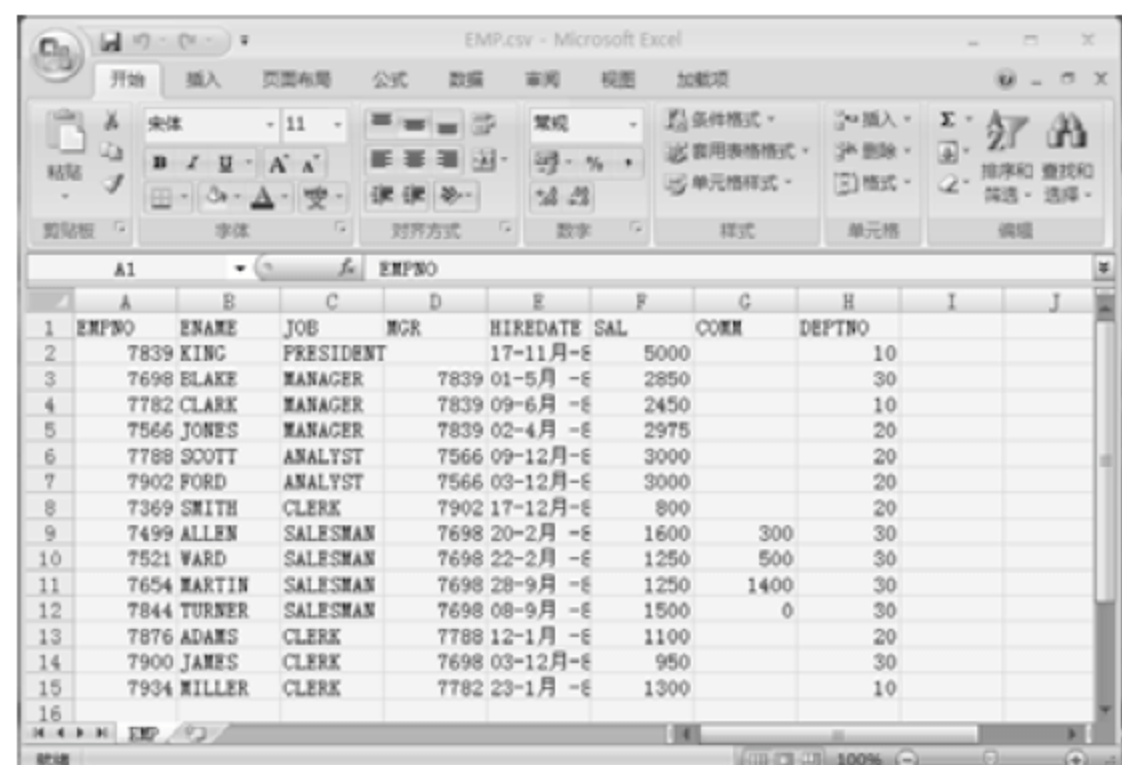 EMP.csv - Microsoft Excel
开始 插入 页面布局 公式 数据 审阅 视图 加载项
宋体 11 常规 条件格式 插入 Σ
粘贴 B I U A A % 套用表格格式 删除 排序和筛选 查找和选择
A 单元格样式 格式
剪贴板 字体 对齐方式 数字 样式 单元格 编辑
A1 fx EMPNO
A B C D E F G H I J
1 EMPNO ENAME JOB MGR HIREDATE SAL COMM DEPTNO
2 7839 KING PRESIDENT 17-11月-8 5000 10
3 7698 BLAKE MANAGER 7839 01-5月 -8 2850 30
4 7782 CLARK MANAGER 7839 09-6月 -8 2450 10
5 7566 JONES MANAGER 7839 02-4月 -8 2975 20
6 7788 SCOTT ANALYST 7566 09-12月-8 3000 20
7 7902 FORD ANALYST 7566 03-12月-8 3000 20
8 7369 SMITH CLERK 7902 17-12月-8 800 20
9 7499 ALLEN SALESMAN 7698 20-2月 -8 1600 300 30
10 7521 WARD SALESMAN 7698 22-2月 -8 1250 500 30
11 7654 MARTIN SALESMAN 7698 28-9月 -8 1250 1400 30
12 7844 TURNER SALESMAN 7698 08-9月 -8 1500 0 30
13 7876 ADAMS CLERK 7788 12-1月 -8 1100 20
14 7900 JAMES CLERK 7698 03-12月-8 950 30
15 7934 MILLER CLERK 7782 23-1月 -8 1300 10
16
EMP
就绪 100%